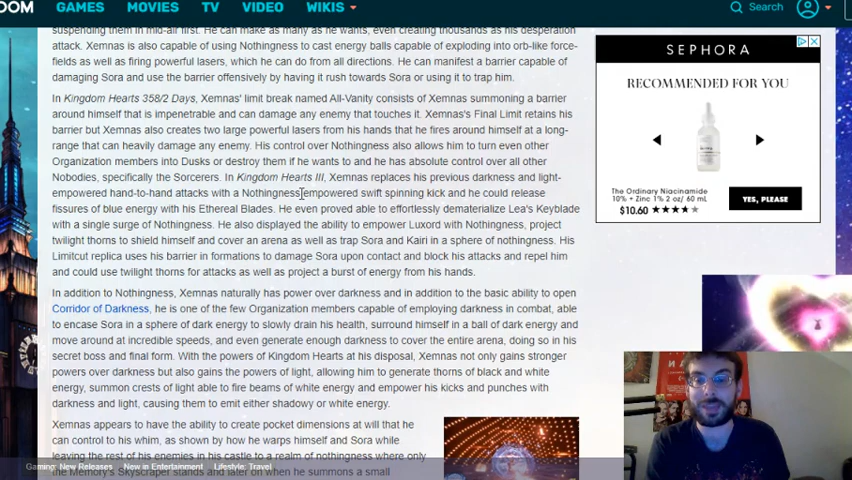 OOM GAMES MOVIES TV VIDEO WIKIS Search
suspending them in mid-air first. He can make as many as he wants, even creating thousands as his desperation
attack. Xemnas is also capable of using Nothingness to cast energy balls capable of exploding into orb-like force-
fields as well as firing powerful lasers, which he can do from all directions. He can manifest a barrier capable of
damaging Sora and use the barrier offensively by having it rush towards Sora or using it to trap him.
In Kingdom Hearts 358/2 Days, Xemnas' limit break named All-Vanity consists of Xemnas summoning a barrier
around himself that is impenetrable and can damage any enemy that touches it. Xemnas's Final Limit retains his
barrier but Xemnas also creates two large powerful lasers from his hands that he fires around himself at a long-
range that can heavily damage any enemy. His control over Nothingness also allows him to turn even other
Organization members into Dusks or destroy them if he wants to and he has absolute control over all other
Nobodies, specifically the Sorcerers. In Kingdom Hearts III, Xemnas replaces his previous darkness and light-
empowered hand-to-hand attacks with a Nothingness-empowered swift spinning kick and he could release
fissures of blue energy with his Ethereal Blades. He even proved able to effortlessly dematerialize Lea's Keyblade
with a single surge of Nothingness. He also displayed the ability to empower Luxord with Nothingness, project
twilight thorns to shield himself and cover an arena as well as trap Sora and Kairi in a sphere of nothingness. His
Limitcut replica uses his barrier in formations to damage Sora upon contact and block his attacks and repel him
and could use twilight thorns for attacks as well as project a burst of energy from his hands.
In addition to Nothingness, Xemnas naturally has power over darkness and in addition to the basic ability to open
Corridor of Darkness, he is one of the few Organization members capable of employing darkness in combat, able
to encase Sora in a sphere of dark energy to slowly drain his health, surround himself in a ball of dark energy and
move around at incredible speeds, and even generate enough darkness to cover the entire arena, doing so in his
secret boss and final form. With the powers of Kingdom Hearts at his disposal, Xemnas not only gains stronger
powers over darkness but also gains the powers of light, allowing him to generate thorns of black and white
energy, summon crests of light able to fire beams of white energy and empower his kicks and punches with
darkness and light, causing them to emit either shadowy or white energy.
Xemnas appears to have the ability to create pocket dimensions at will that he
can control to his whim, as shown by how he warps himself and Sora while
leaving the rest of his enemies in his castle to a realm of nothingness where only
the Memory's Skyscraper stands and later on when he summons a small
Gaming: New Releases New in Entertainment Lifestyle: Travel
SEPHORA
RECOMMENDED FOR YOU
The Ordinary Niacinamide
10% + Zinc 1% 2 oz/ 60 mL
$10.60
YES, PLEASE